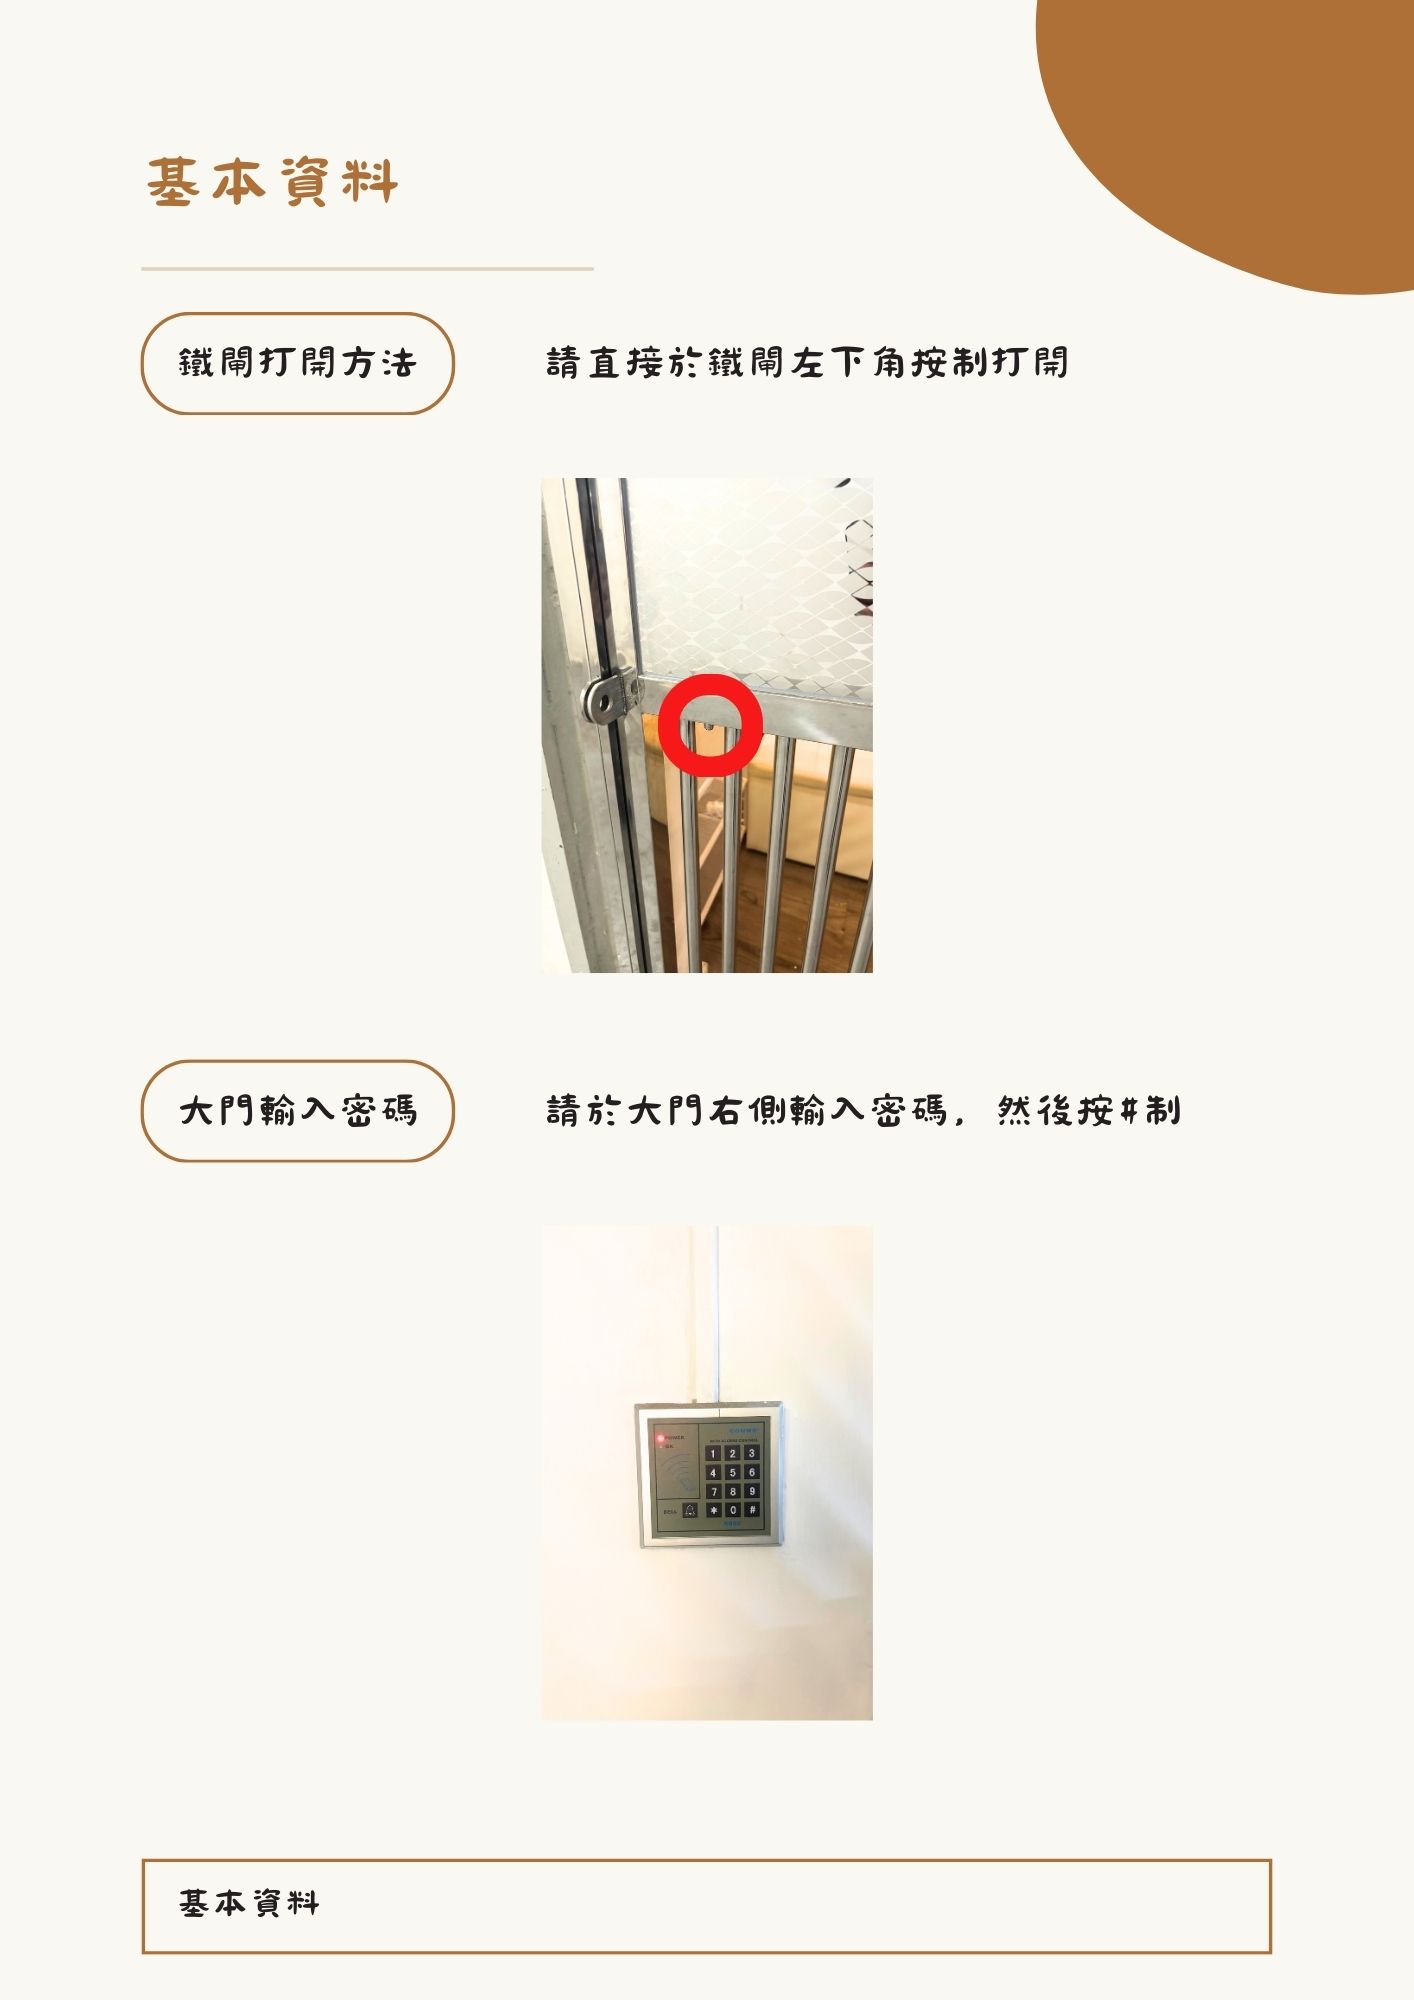 基本資料
鐵閘打開方法
請直接於鐵閘左下角按制打開
大門輸入密碼
請於大門右側輸入密碼，然後按#制
POWER
OK
1 2 3
4 5 6
7 8 9
BELL
* 0 #
基本資料